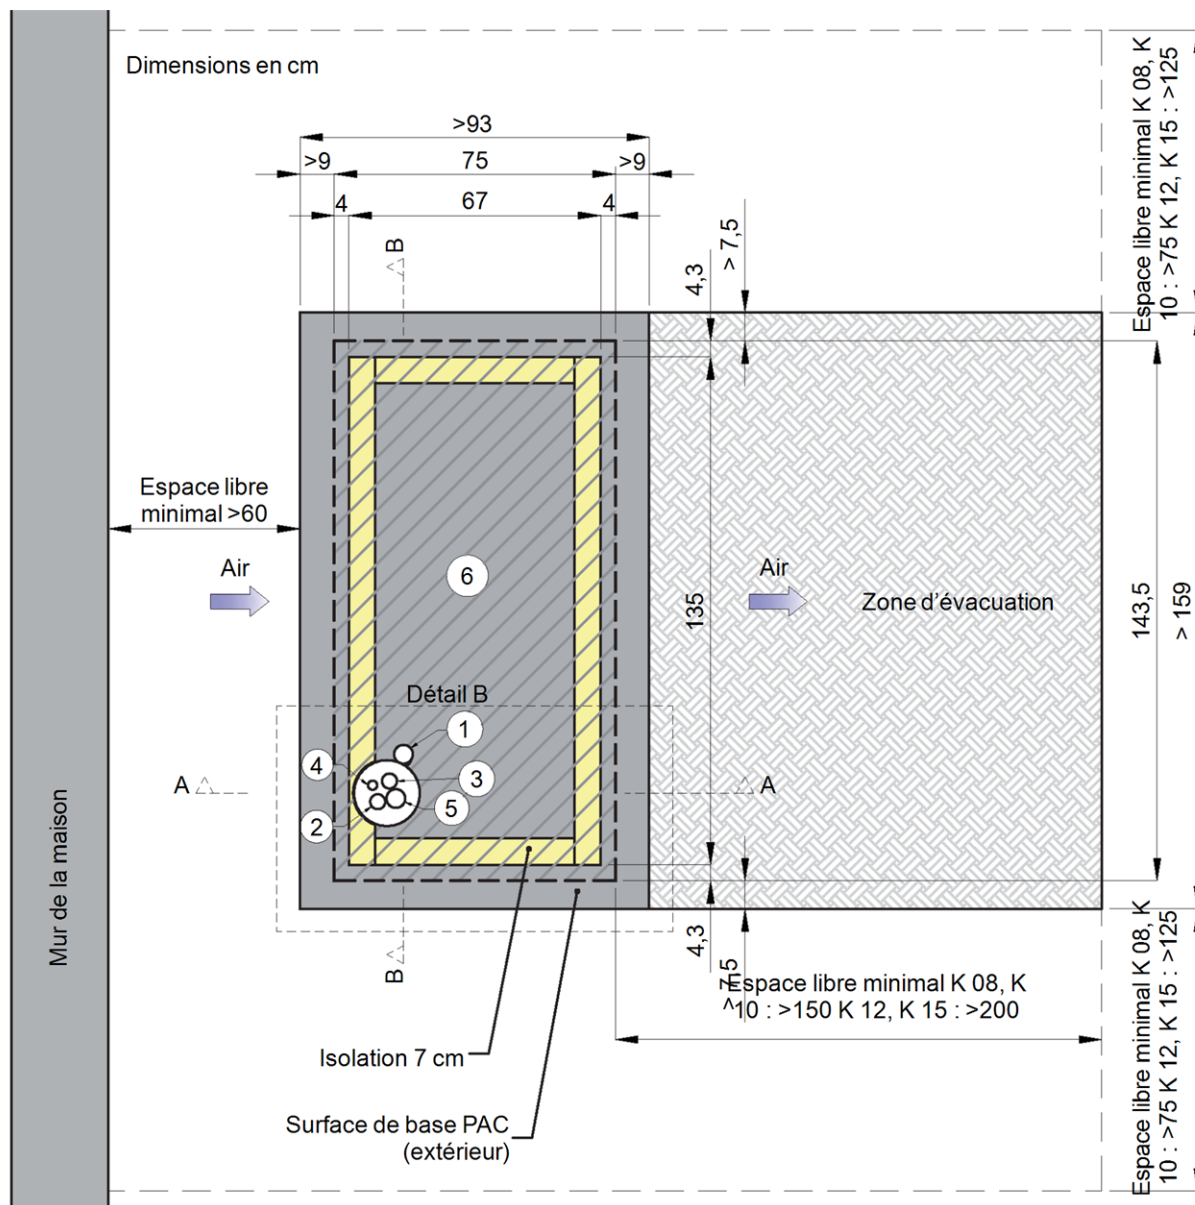 Dimensions en cm
>93
>9
75
>9
4
67
4
B
4,3
> 7,5
Espace libre minimal K 08, K
10 : >75 K 12, K 15 : >125
Espace libre
minimal >60
Air
6
Air
Zone d'évacuation
135
143,5
> 159
Détail B
1
4
3
A
A
5
2
Mur de la maison
B
4,3
> 7,5
Espace libre minimal K 08, K
10 : >150 K 12, K 15 : >200
Espace libre minimal K 08, K
10 : >75 K 12, K 15 : >125
Isolation 7 cm
Surface de base PAC
(extérieur)